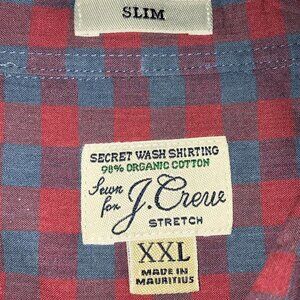 SLIM
SECRET WASH SHIRTING
98% ORGANIC COTTON
Sewn
for J.Crew
STRETCH
XXL
MADE IN
MAURITIUS